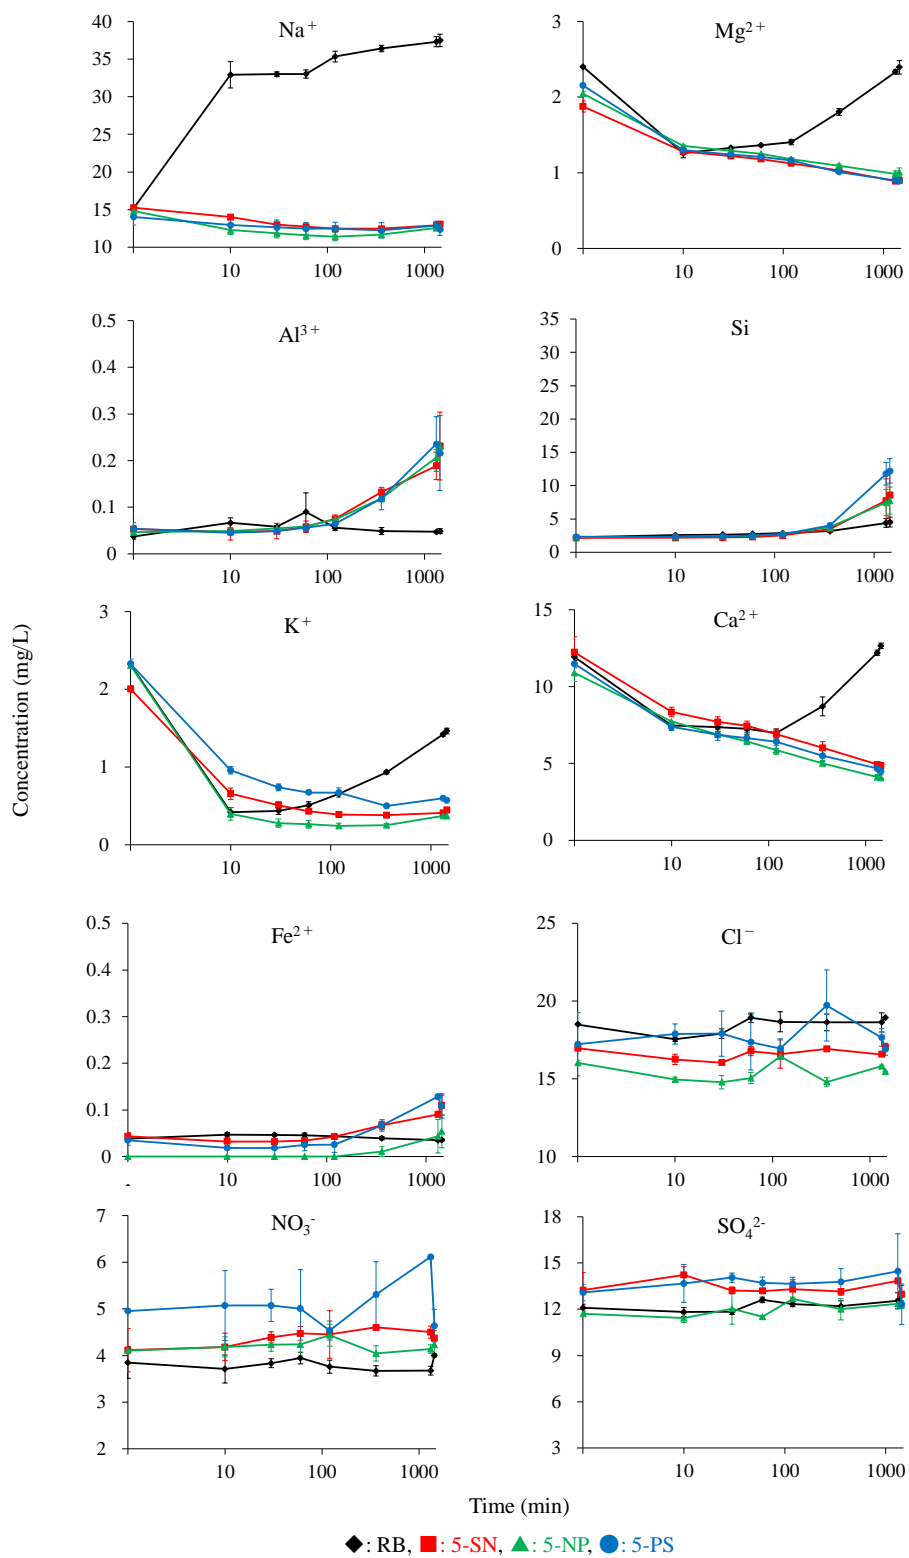 Na⁺
40
35
30
25
20
15
10
10 100 1000
Mg²⁺
3
2
1
0
10 100 1000
Al³⁺
0.5
0.4
0.3
0.2
0.1
0
10 100 1000
Si
35
30
25
20
15
10
5
0
10 100 1000
K⁺
3
2
1
0
10 100 1000
Ca²⁺
15
10
5
0
10 100 1000
Fe²⁺
0.5
0.4
0.3
0.2
0.1
0
10 100 1000
Cl⁻
25
20
15
10
10 100 1000
NO₃⁻
7
6
5
4
3
2
10 100 1000
SO₄²⁻
18
15
12
9
6
3
10 100 1000
Concentration (mg/L)
Time (min)
◆: RB, ■: 5-SN, ▲: 5-NP, ●: 5-PS